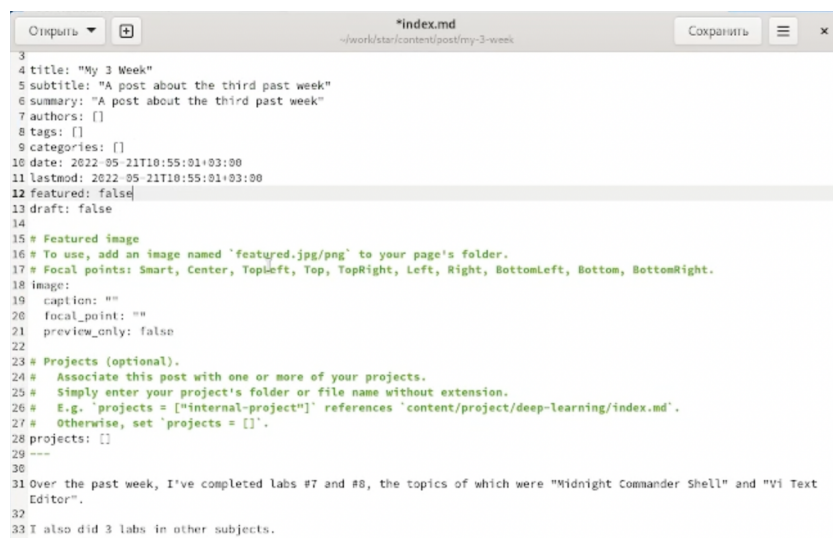 Открыть
*index.md
~/work/star/content/post/my-3-week
Сохранить
3
4 title: "My 3 Week"
5 subtitle: "A post about the third past week"
6 summary: "A post about the third past week"
7 authors: []
8 tags: []
9 categories: []
10 date: 2022-05-21T10:55:01+03:00
11 lastmod: 2022-05-21T10:55:01+03:00
12 featured: false
13 draft: false
14
15 # Featured image
16 # To use, add an image named `featured.jpg/png` to your page's folder.
17 # Focal points: Smart, Center, TopLeft, Top, TopRight, Left, Right, BottomLeft, Bottom, BottomRight.
18 image:
19   caption: ""
20   focal_point: ""
21   preview_only: false
22
23 # Projects (optional).
24 #   Associate this post with one or more of your projects.
25 #   Simply enter your project's folder or file name without extension.
26 #   E.g. `projects = ["internal-project"]` references `content/project/deep-learning/index.md`.
27 #   Otherwise, set `projects = []`.
28 projects: []
29 ---
30
31 Over the past week, I've completed labs #7 and #8, the topics of which were "Midnight Commander Shell" and "Vi Text
Editor".
32
33 I also did 3 labs in other subjects.